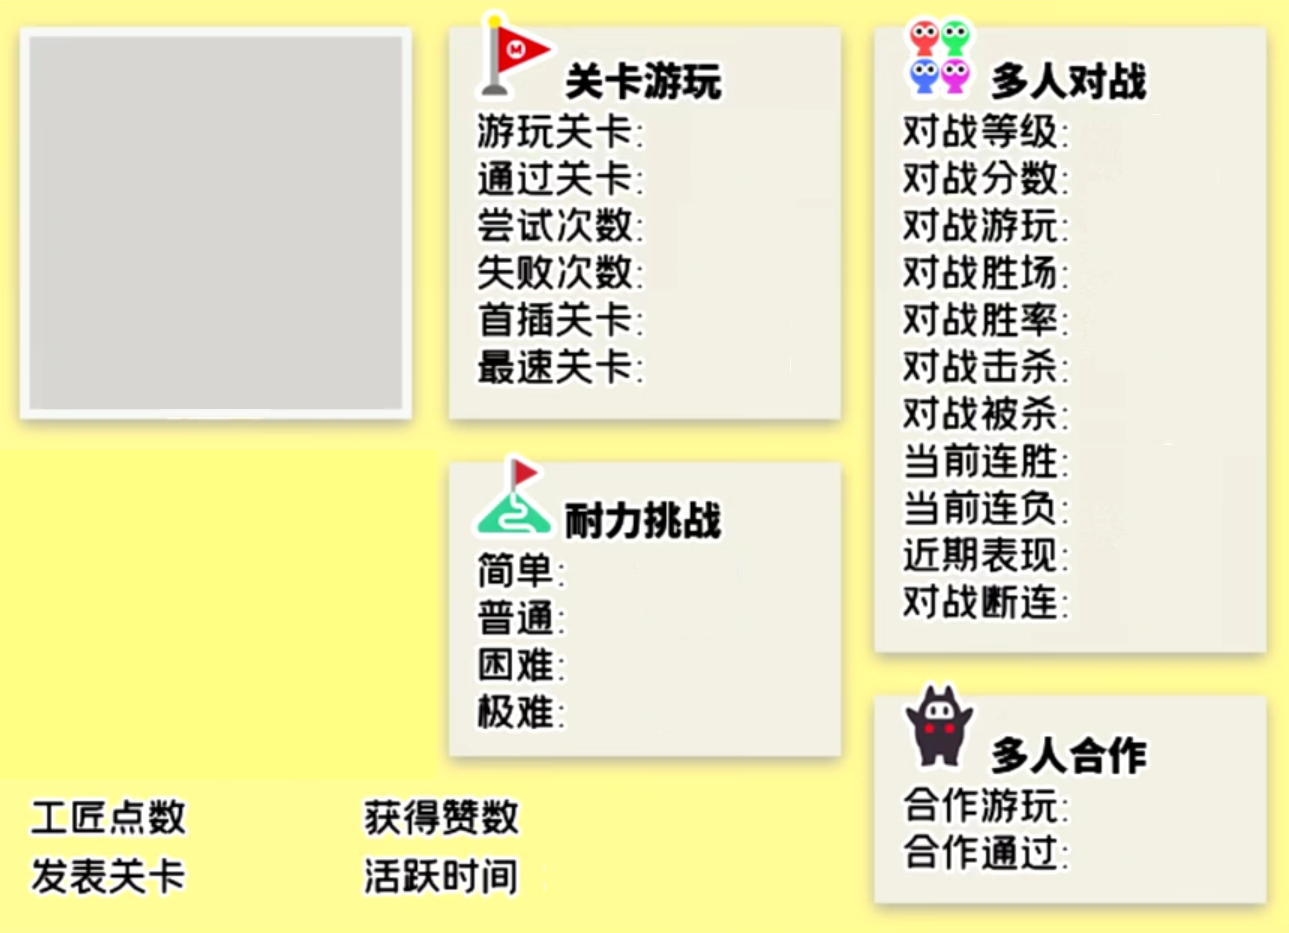 M
关卡游玩
游玩关卡:
通过关卡:
尝试次数:
失败次数:
首插关卡:
最速关卡:
耐力挑战
简单:
普通:
困难:
极难:
多人对战
对战等级:
对战分数:
对战游玩:
对战胜场:
对战胜率:
对战击杀:
对战被杀:
当前连胜:
当前连负:
近期表现:
对战断连:
多人合作
合作游玩:
合作通过:
工匠点数 获得赞数
发表关卡 活跃时间